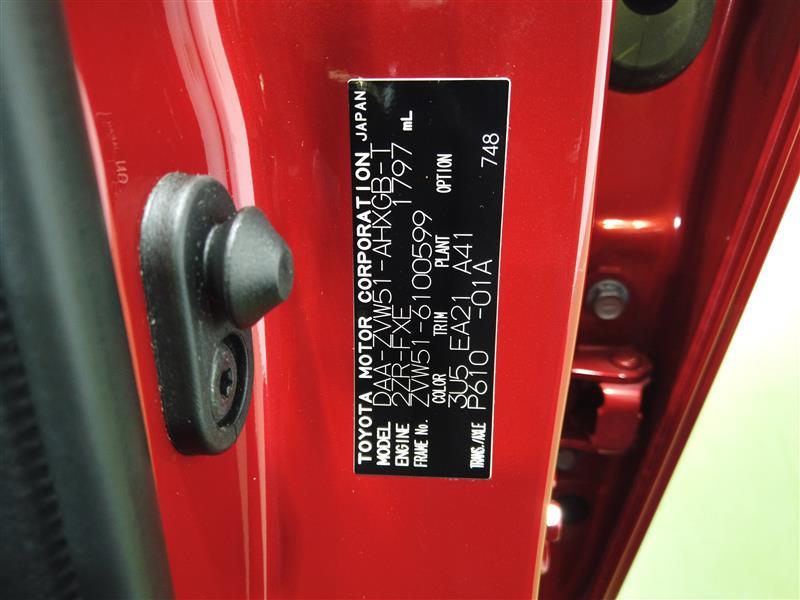 TOYOTA MOTOR CORPORATION JAPAN
MODEL DAA-ZVW51-AHXGB-T
ENGINE 2ZR-FXE 1797 mL
FRAME No. ZVW51-6100599
COLOR TRIM PLANT OPTION
3U5 EA21 A41
TRANS./AXLE P610 -01A 748